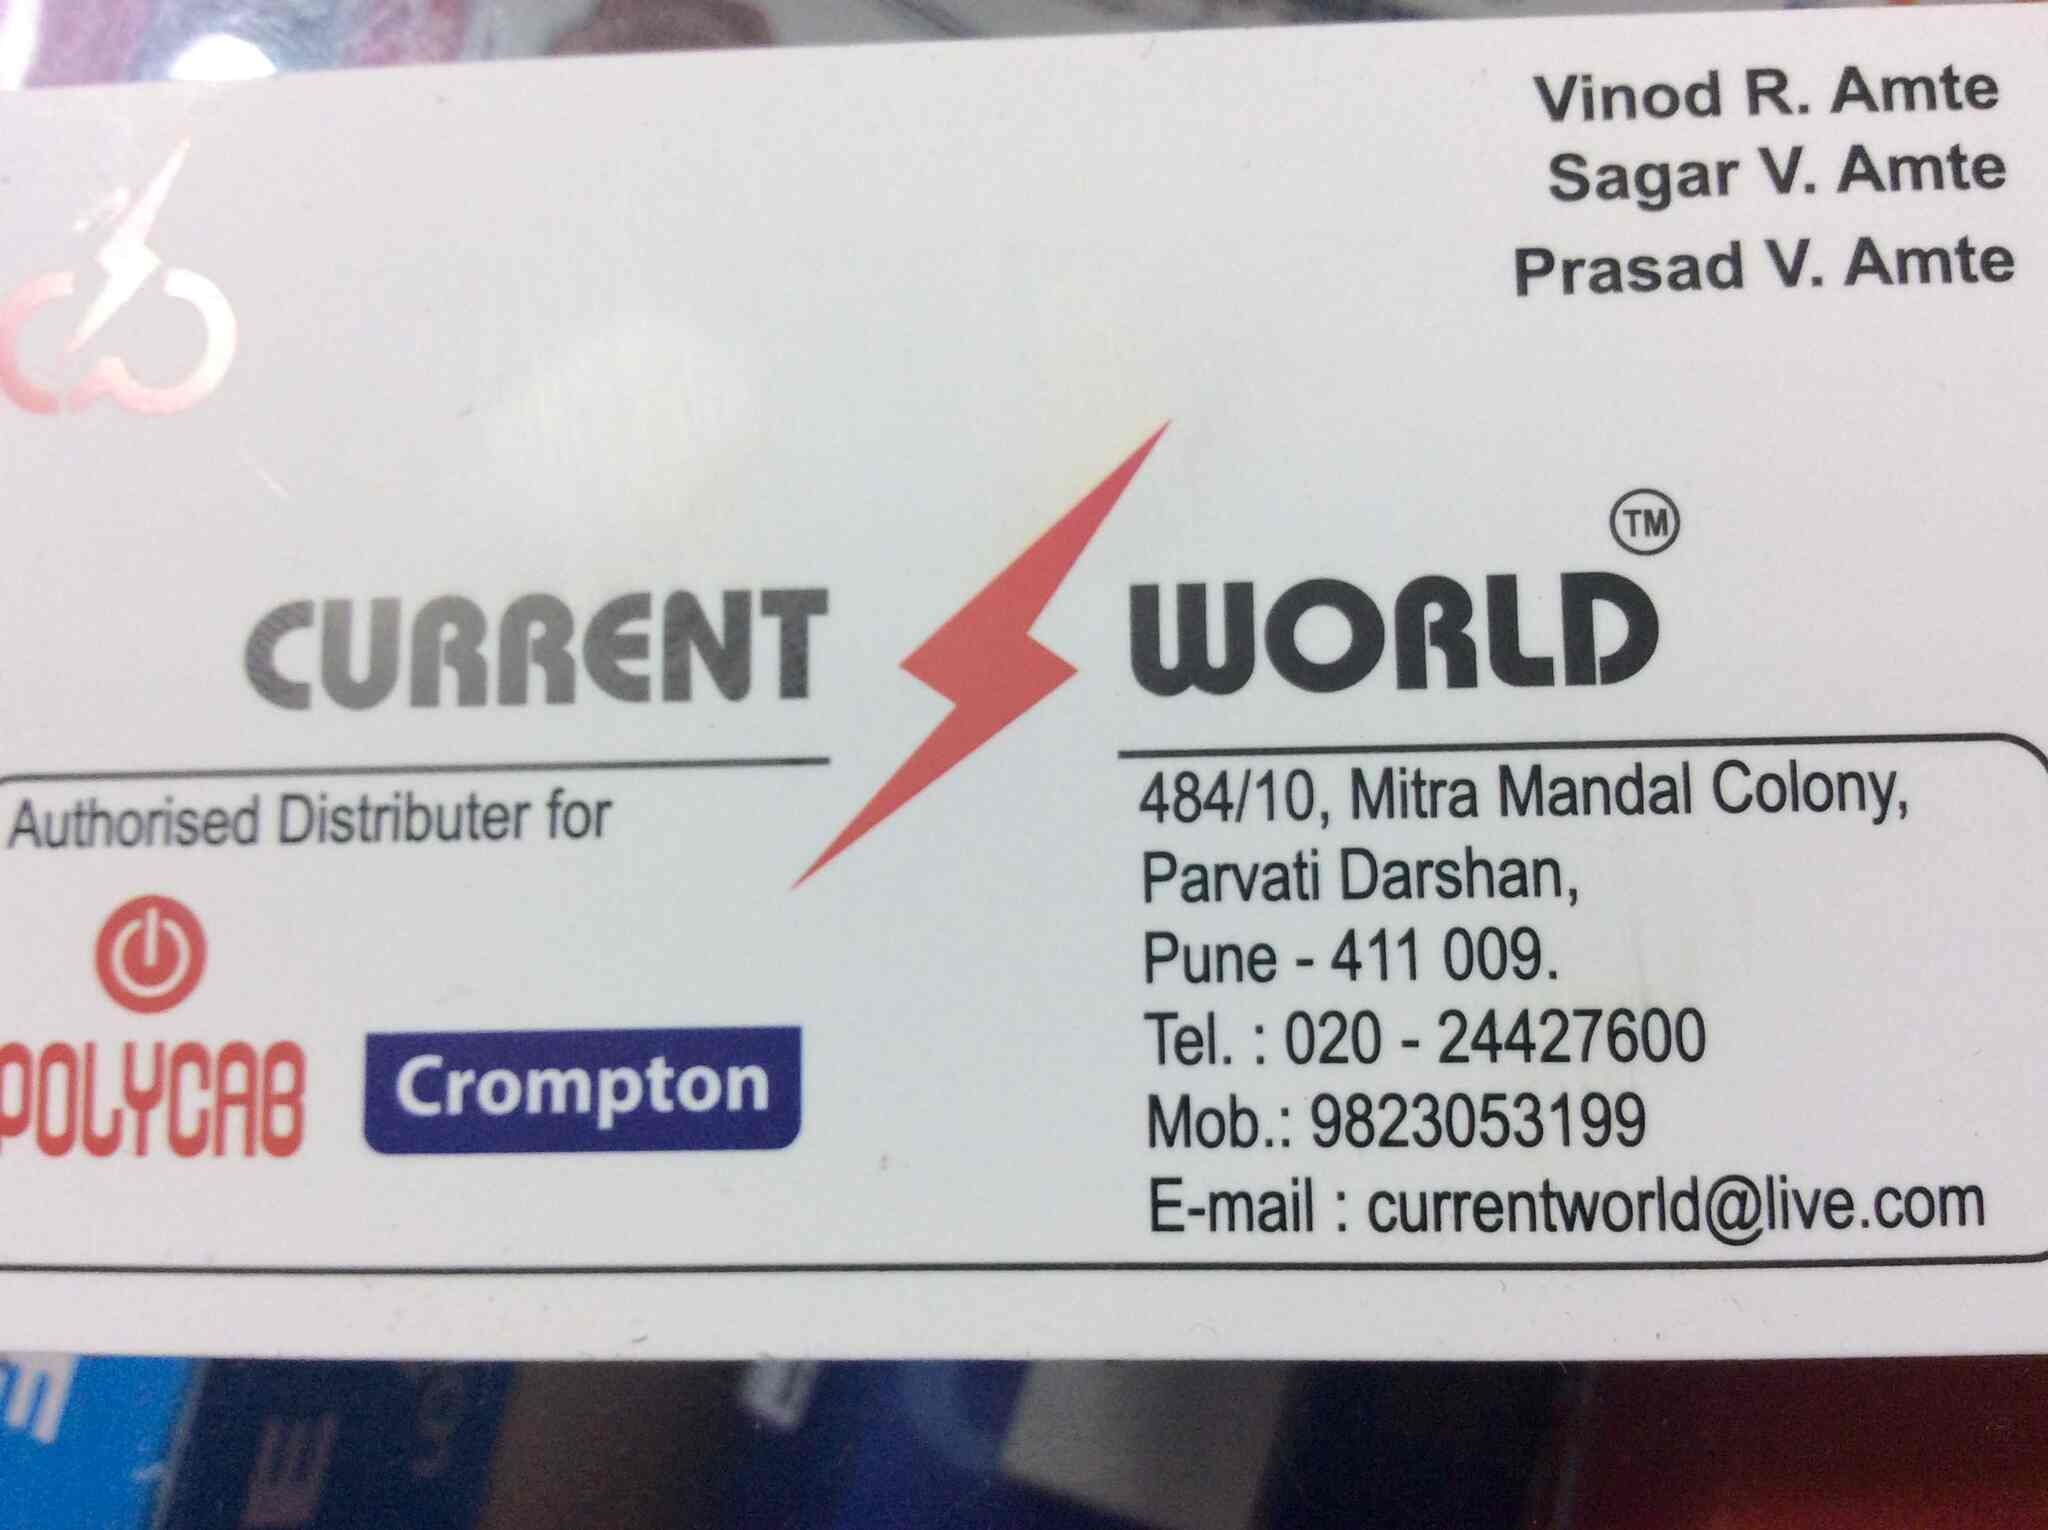 Vinod R. Amte
Sagar V. Amte
Prasad V. Amte
CURRENT WORLD TM
Authorised Distributer for
POLYCAB
Crompton
484/10, Mitra Mandal Colony,
Parvati Darshan,
Pune - 411 009.
Tel. : 020 - 24427600
Mob.: 9823053199
E-mail : currentworld@live.com